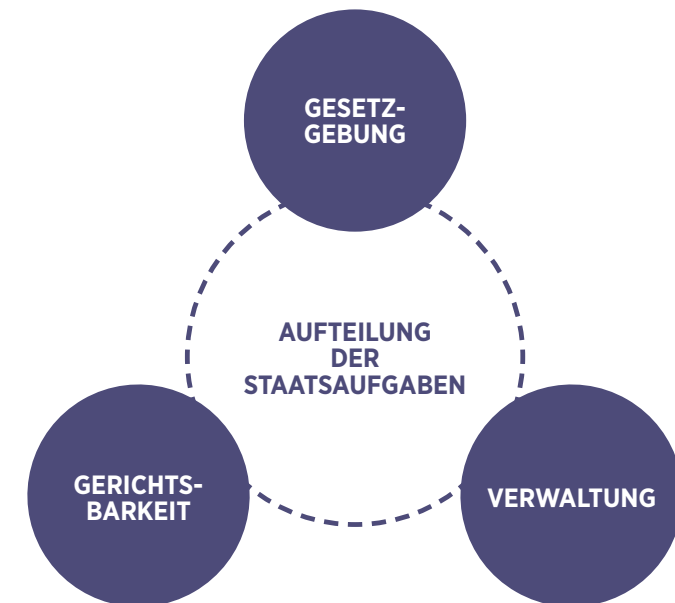 GESETZ-
GEBUNG
AUFTEILUNG
DER
STAATSAUFGABEN
GERICHTS-
BARKEIT
VERWALTUNG